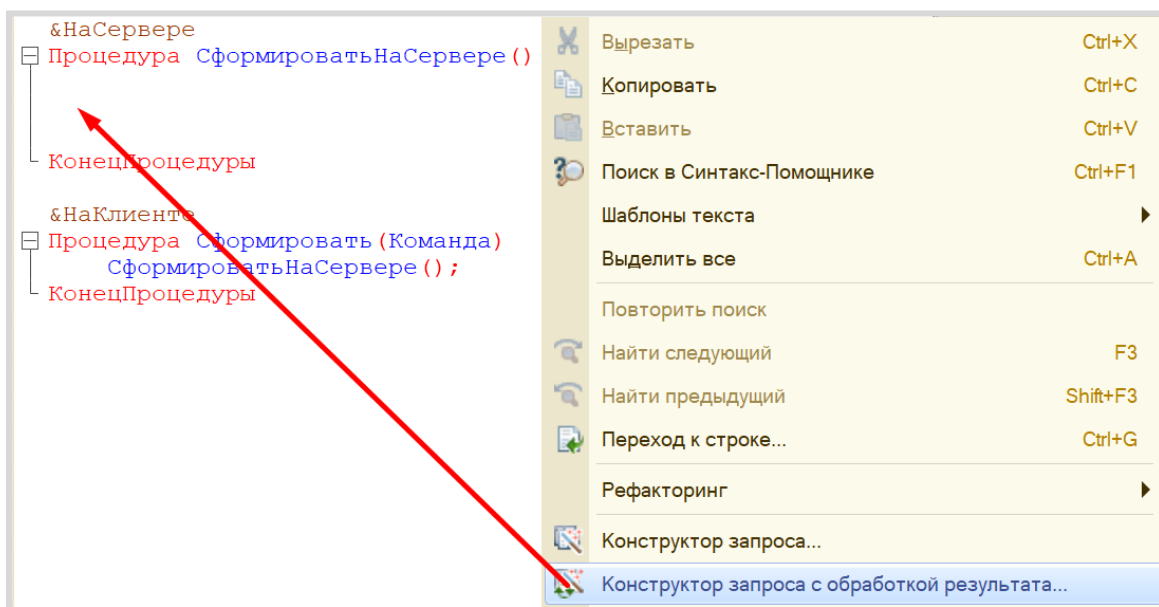 &НаСервере
Процедура СформироватьНаСервере()
КонецПроцедуры
&НаКлиенте
Процедура Сформировать(Команда)
СформироватьНаСервере();
КонецПроцедуры
Вырезать Ctrl+X
Копировать Ctrl+C
Вставить Ctrl+V
Поиск в Синтакс-Помощнике Ctrl+F1
Шаблоны текста
Выделить все Ctrl+A
Повторить поиск
Найти следующий F3
Найти предыдущий Shift+F3
Переход к строке... Ctrl+G
Рефакторинг
Конструктор запроса...
Конструктор запроса с обработкой результата...